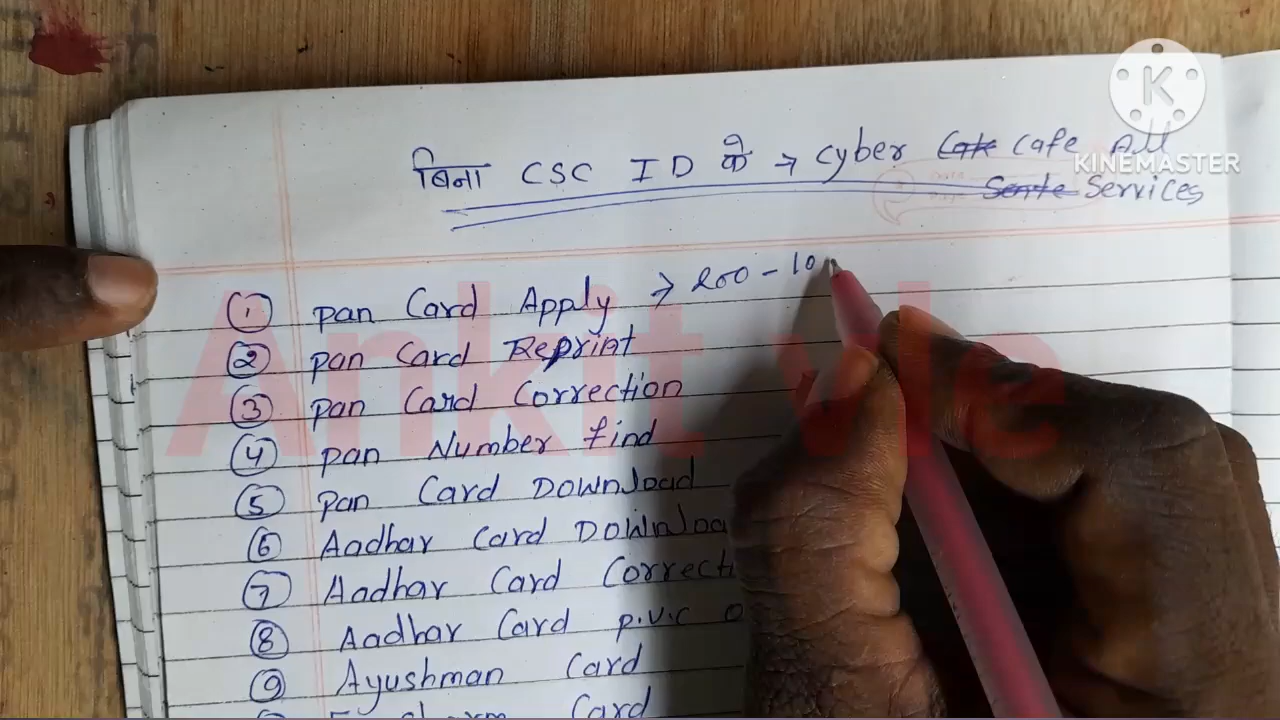 K
KINEMASTER
बिना CSC ID के → Cyber Cafe All
Services
① Pan Card Apply → 200 - 10
② Pan Card Reprint
③ Pan Card Correction
④ Pan Number find
⑤ Pan Card Download
⑥ Aadhar Card Downloa
⑦ Aadhar Card Correcti
⑧ Aadhar Card P.V.C O
⑨ Ayushman Card
Card
Ankit vle